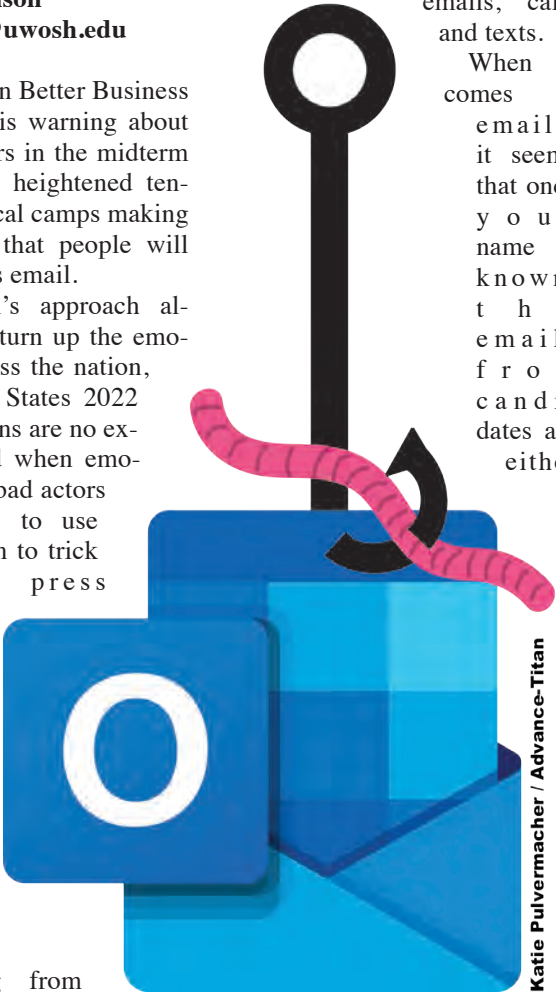 nson
@uwosh.edu
n Better Business
is warning about
rs in the midterm
heightened ten-
cal camps making
that people will
s email.
's approach al-
turn up the emo-
ss the nation,
States 2022
ns are no ex-
when emo-
bad actors
to use
n to trick
press
from
emails, cal
and texts.
When
comes
email
it seem
that onc
you
name
known
th
email
fro
candi
dates a
eithe
O
Katie Pulvermacher / Advance-Titan